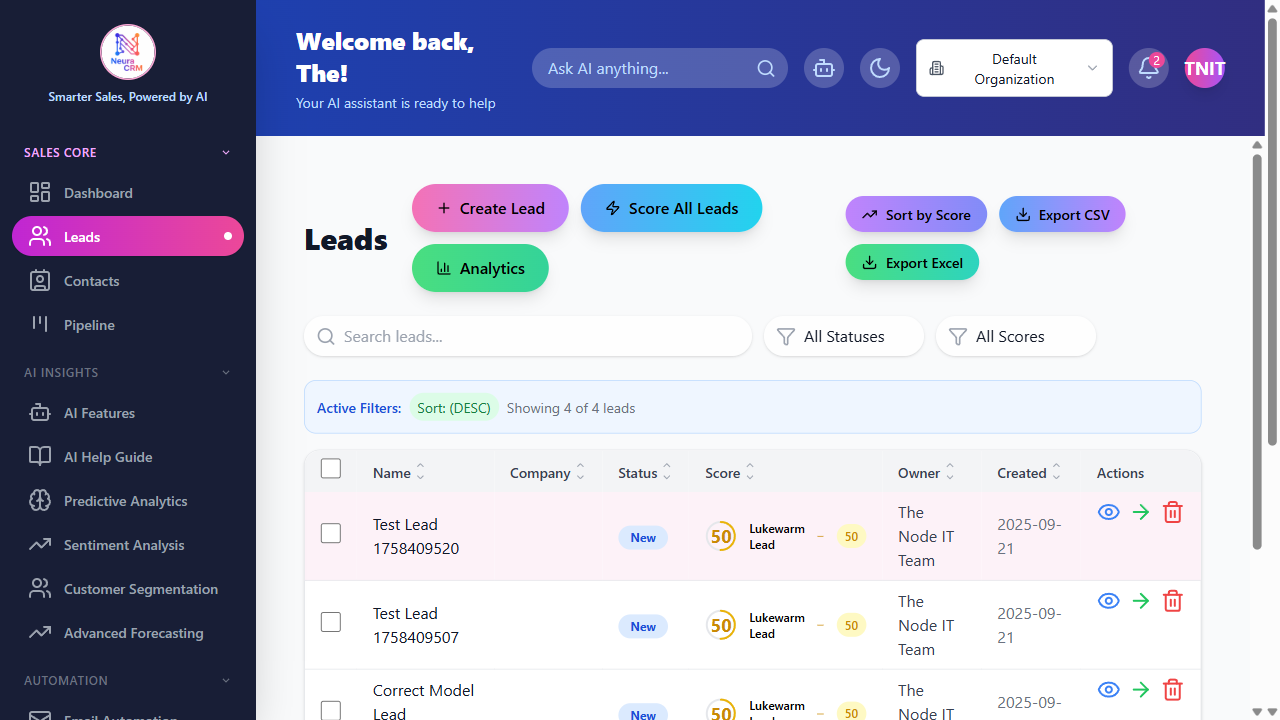 Neura
CRM
Smarter Sales, Powered by AI
SALES CORE
Dashboard
Leads
Contacts
Pipeline
AI INSIGHTS
AI Features
AI Help Guide
Predictive Analytics
Sentiment Analysis
Customer Segmentation
Advanced Forecasting
AUTOMATION
Email Automation
Welcome back,
The!
Your AI assistant is ready to help
Ask AI anything...
Default
Organization
2
TNIT
Leads
Create Lead
Score All Leads
Analytics
Sort by Score
Export CSV
Export Excel
Search leads...
All Statuses
All Scores
Active Filters: Sort: (DESC) Showing 4 of 4 leads
Name Company Status Score Owner Created Actions
Test Lead
1758409520
New
50
Lukewarm
Lead
–
50
The
Node IT
Team
2025-09-
21
Test Lead
1758409507
New
50
Lukewarm
Lead
–
50
The
Node IT
Team
2025-09-
21
Correct Model
Lead
New
50
Lukewarm
Lead
–
50
The
Node IT
2025-09-